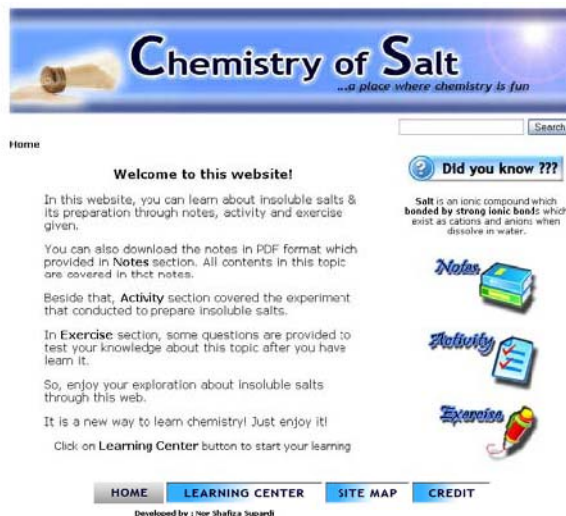 Chemistry of Salt
...a place where chemistry is fun
Search
Home
Welcome to this website!
In this website, you can learn about insoluble salts &
its preparation through notes, activity and exercise
given.
You can also download the notes in PDF format which
provided in Notes section. All contents in this topic
are covered in that notes.
Beside that, Activity section covered the experiment
that conducted to prepare insoluble salts.
In Exercise section, some questions are provided to
test your knowledge about this topic after you have
learn it.
So, enjoy your exploration about insoluble salts
through this web.
It is a new way to learn chemistry! Just enjoy it!
Click on Learning Center button to start your learning
Did you know ???
Salt is an ionic compound which
bonded by strong ionic bonds which
exist as cations and anions when
dissolve in water.
Notes
Activity
Exercise
HOME LEARNING CENTER SITE MAP CREDIT
Developed by : Nor Shafiza Supardi